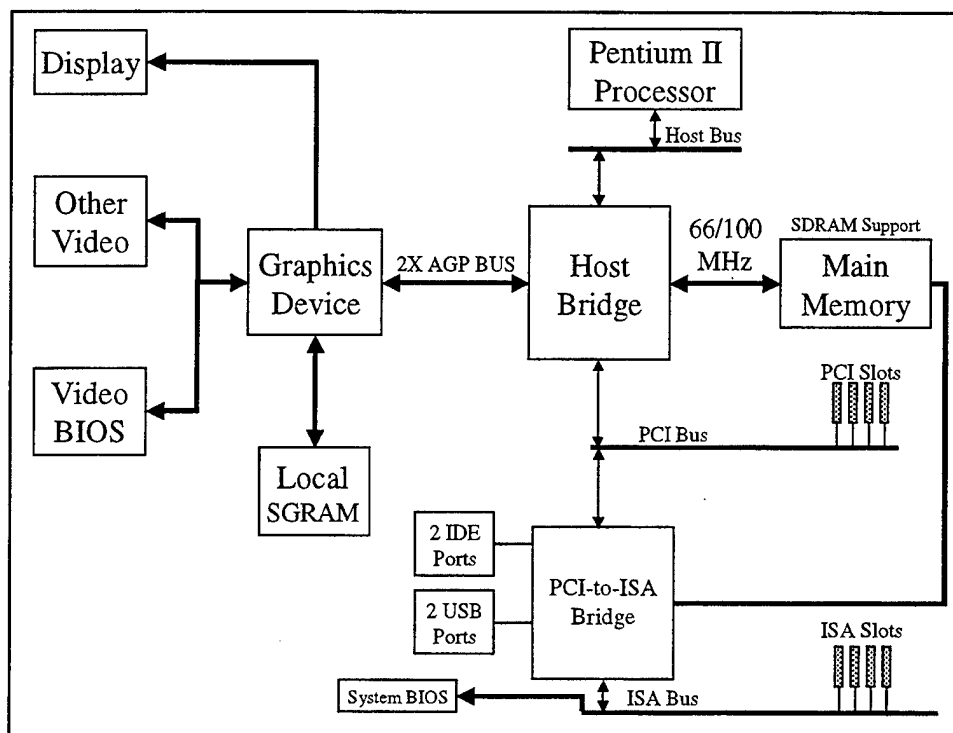 Display
Pentium II
Processor
Host Bus
Other
Video
Graphics
Device
2X AGP BUS
Host
Bridge
66/100
MHz
SDRAM Support
Main
Memory
Video
BIOS
PCI Slots
PCI Bus
Local
SGRAM
2 IDE
Ports
PCI-to-ISA
Bridge
2 USB
Ports
ISA Slots
System BIOS
ISA Bus